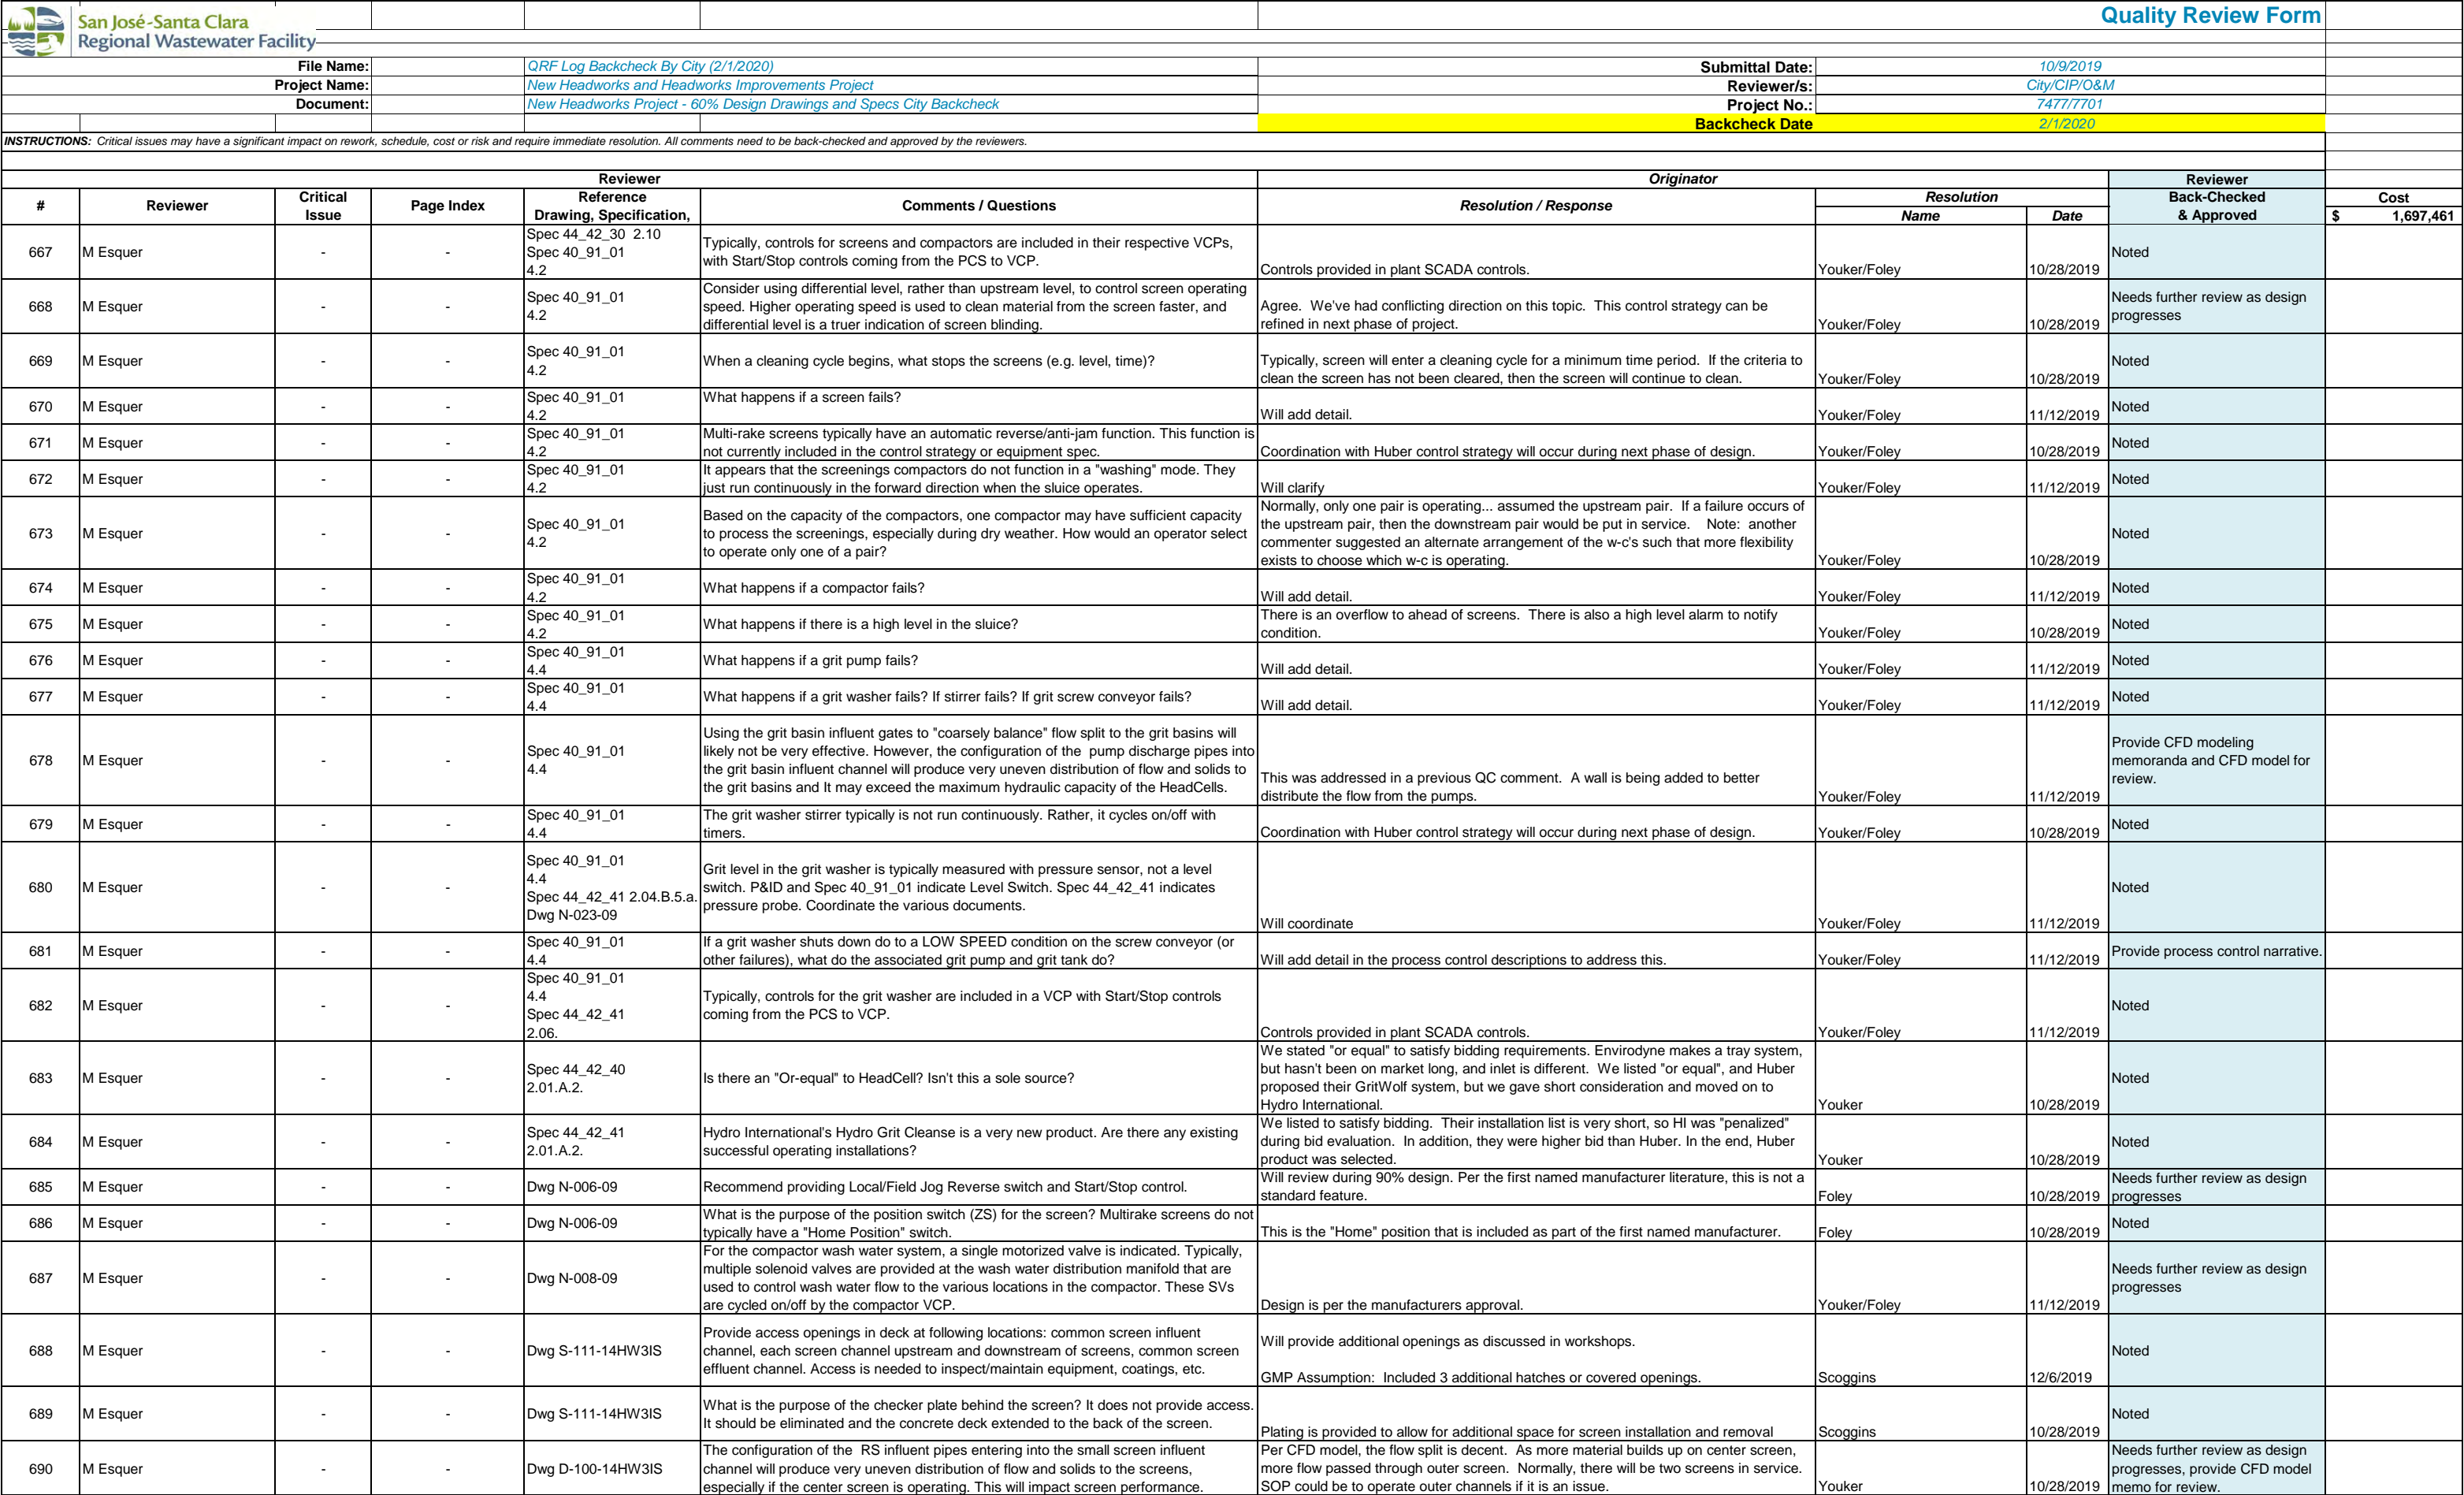 San José-Santa Clara
Regional Wastewater Facility
Quality Review Form
File Name: QRF Log Backcheck By City (2/1/2020) Submittal Date: 10/9/2019
Project Name: New Headworks and Headworks Improvements Project Reviewer/s: City/CIP/O&M
Document: New Headworks Project - 60% Design Drawings and Specs City Backcheck Project No.: 7477/7701
Backcheck Date 2/1/2020
INSTRUCTIONS: Critical issues may have a significant impact on rework, schedule, cost or risk and require immediate resolution. All comments need to be back-checked and approved by the reviewers.
Reviewer Originator Reviewer
# Reviewer Critical Issue Page Index Reference Drawing, Specification, Comments / Questions Resolution / Response Resolution Name Date Back-Checked & Approved Cost $ 1,697,461
667 M Esquer - - Spec 44_42_30 2.10 Spec 40_91_01 4.2 Typically, controls for screens and compactors are included in their respective VCPs, with Start/Stop controls coming from the PCS to VCP. Controls provided in plant SCADA controls. Youker/Foley 10/28/2019 Noted
668 M Esquer - - Spec 40_91_01 4.2 Consider using differential level, rather than upstream level, to control screen operating speed. Higher operating speed is used to clean material from the screen faster, and differential level is a truer indication of screen blinding. Agree. We've had conflicting direction on this topic. This control strategy can be refined in next phase of project. Youker/Foley 10/28/2019 Needs further review as design progresses
669 M Esquer - - Spec 40_91_01 4.2 When a cleaning cycle begins, what stops the screens (e.g. level, time)? Typically, screen will enter a cleaning cycle for a minimum time period. If the criteria to clean the screen has not been cleared, then the screen will continue to clean. Youker/Foley 10/28/2019 Noted
670 M Esquer - - Spec 40_91_01 4.2 What happens if a screen fails? Will add detail. Youker/Foley 11/12/2019 Noted
671 M Esquer - - Spec 40_91_01 4.2 Multi-rake screens typically have an automatic reverse/anti-jam function. This function is not currently included in the control strategy or equipment spec. Coordination with Huber control strategy will occur during next phase of design. Youker/Foley 10/28/2019 Noted
672 M Esquer - - Spec 40_91_01 4.2 It appears that the screenings compactors do not function in a "washing" mode. They just run continuously in the forward direction when the sluice operates. Will clarify Youker/Foley 11/12/2019 Noted
673 M Esquer - - Spec 40_91_01 4.2 Based on the capacity of the compactors, one compactor may have sufficient capacity to process the screenings, especially during dry weather. How would an operator select to operate only one of a pair? Normally, only one pair is operating... assumed the upstream pair. If a failure occurs of the upstream pair, then the downstream pair would be put in service. Note: another commenter suggested an alternate arrangement of the w-c's such that more flexibility exists to choose which w-c is operating. Youker/Foley 10/28/2019 Noted
674 M Esquer - - Spec 40_91_01 4.2 What happens if a compactor fails? Will add detail. Youker/Foley 11/12/2019 Noted
675 M Esquer - - Spec 40_91_01 4.2 What happens if there is a high level in the sluice? There is an overflow to ahead of screens. There is also a high level alarm to notify condition. Youker/Foley 10/28/2019 Noted
676 M Esquer - - Spec 40_91_01 4.4 What happens if a grit pump fails? Will add detail. Youker/Foley 11/12/2019 Noted
677 M Esquer - - Spec 40_91_01 4.4 What happens if a grit washer fails? If stirrer fails? If grit screw conveyor fails? Will add detail. Youker/Foley 11/12/2019 Noted
678 M Esquer - - Spec 40_91_01 4.4 Using the grit basin influent gates to "coarsely balance" flow split to the grit basins will likely not be very effective. However, the configuration of the pump discharge pipes into the grit basin influent channel will produce very uneven distribution of flow and solids to the grit basins and It may exceed the maximum hydraulic capacity of the HeadCells. This was addressed in a previous QC comment. A wall is being added to better distribute the flow from the pumps. Youker/Foley 11/12/2019 Provide CFD modeling memoranda and CFD model for review.
679 M Esquer - - Spec 40_91_01 4.4 The grit washer stirrer typically is not run continuously. Rather, it cycles on/off with timers. Coordination with Huber control strategy will occur during next phase of design. Youker/Foley 10/28/2019 Noted
680 M Esquer - - Spec 40_91_01 4.4 Spec 44_42_41 2.04.B.5.a. Dwg N-023-09 Grit level in the grit washer is typically measured with pressure sensor, not a level switch. P&ID and Spec 40_91_01 indicate Level Switch. Spec 44_42_41 indicates pressure probe. Coordinate the various documents. Will coordinate Youker/Foley 11/12/2019 Noted
681 M Esquer - - Spec 40_91_01 4.4 If a grit washer shuts down do to a LOW SPEED condition on the screw conveyor (or other failures), what do the associated grit pump and grit tank do? Will add detail in the process control descriptions to address this. Youker/Foley 11/12/2019 Provide process control narrative.
682 M Esquer - - Spec 40_91_01 4.4 Spec 44_42_41 2.06. Typically, controls for the grit washer are included in a VCP with Start/Stop controls coming from the PCS to VCP. Controls provided in plant SCADA controls. Youker/Foley 11/12/2019 Noted
683 M Esquer - - Spec 44_42_40 2.01.A.2. Is there an "Or-equal" to HeadCell? Isn't this a sole source? We stated "or equal" to satisfy bidding requirements. Envirodyne makes a tray system, but hasn't been on market long, and inlet is different. We listed "or equal", and Huber proposed their GritWolf system, but we gave short consideration and moved on to Hydro International. Youker 10/28/2019 Noted
684 M Esquer - - Spec 44_42_41 2.01.A.2. Hydro International's Hydro Grit Cleanse is a very new product. Are there any existing successful operating installations? We listed to satisfy bidding. Their installation list is very short, so HI was "penalized" during bid evaluation. In addition, they were higher bid than Huber. In the end, Huber product was selected. Youker 10/28/2019 Noted
685 M Esquer - - Dwg N-006-09 Recommend providing Local/Field Jog Reverse switch and Start/Stop control. Will review during 90% design. Per the first named manufacturer literature, this is not a standard feature. Foley 10/28/2019 Needs further review as design progresses
686 M Esquer - - Dwg N-006-09 What is the purpose of the position switch (ZS) for the screen? Multirake screens do not typically have a "Home Position" switch. This is the "Home" position that is included as part of the first named manufacturer. Foley 10/28/2019 Noted
687 M Esquer - - Dwg N-008-09 For the compactor wash water system, a single motorized valve is indicated. Typically, multiple solenoid valves are provided at the wash water distribution manifold that are used to control wash water flow to the various locations in the compactor. These SVs are cycled on/off by the compactor VCP. Design is per the manufacturers approval. Youker/Foley 11/12/2019 Needs further review as design progresses
688 M Esquer - - Dwg S-111-14HW3IS Provide access openings in deck at following locations: common screen influent channel, each screen channel upstream and downstream of screens, common screen effluent channel. Access is needed to inspect/maintain equipment, coatings, etc. Will provide additional openings as discussed in workshops. GMP Assumption: Included 3 additional hatches or covered openings. Scoggins 12/6/2019 Noted
689 M Esquer - - Dwg S-111-14HW3IS What is the purpose of the checker plate behind the screen? It does not provide access. It should be eliminated and the concrete deck extended to the back of the screen. Plating is provided to allow for additional space for screen installation and removal Scoggins 10/28/2019 Noted
690 M Esquer - - Dwg D-100-14HW3IS The configuration of the RS influent pipes entering into the small screen influent channel will produce very uneven distribution of flow and solids to the screens, especially if the center screen is operating. This will impact screen performance. Per CFD model, the flow split is decent. As more material builds up on center screen, more flow passed through outer screen. Normally, there will be two screens in service. SOP could be to operate outer channels if it is an issue. Youker 10/28/2019 Needs further review as design progresses, provide CFD model memo for review.